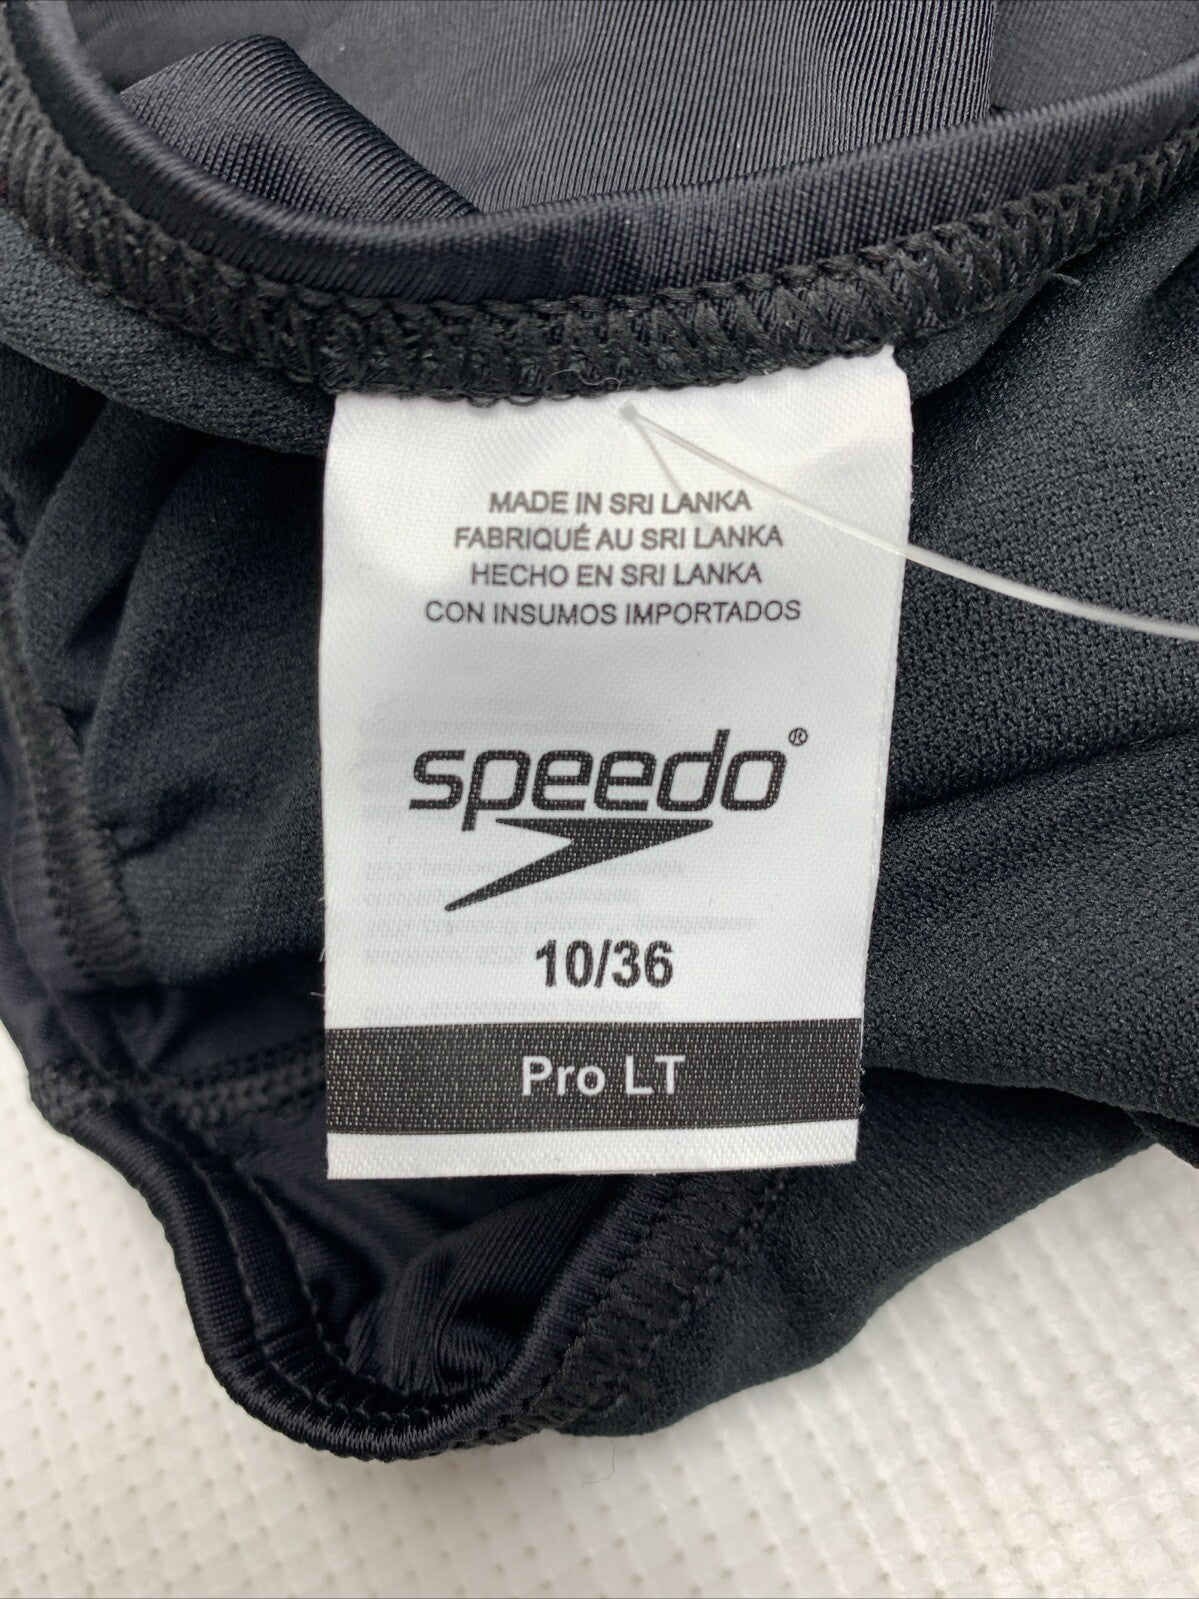 MADE IN SRI LANKA
FABRIQUÉ AU SRI LANKA
HECHO EN SRI LANKA
CON INSUMOS IMPORTADOS
speedo®
10/36
Pro LT